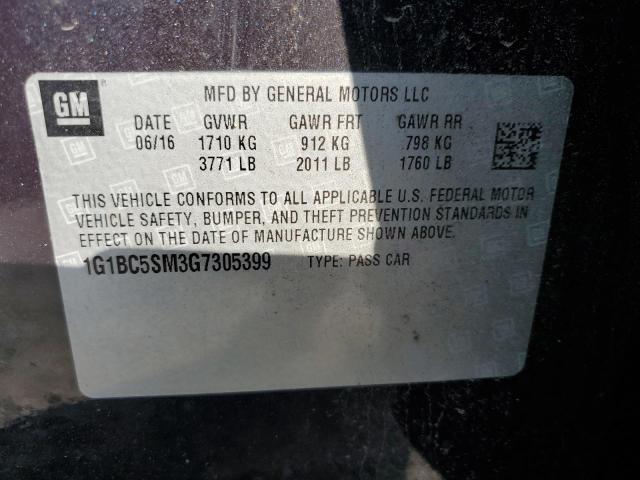 GM
MFD BY GENERAL MOTORS LLC
DATE GVWR GAWR FRT GAWR RR
06/16 1710 KG 912 KG 798 KG
3771 LB 2011 LB 1760 LB
THIS VEHICLE CONFORMS TO ALL APPLICABLE U.S. FEDERAL MOTOR
VEHICLE SAFETY, BUMPER, AND THEFT PREVENTION STANDARDS IN
EFFECT ON THE DATE OF MANUFACTURE SHOWN ABOVE.
1G1BC5SM3G7305399 TYPE: PASS CAR